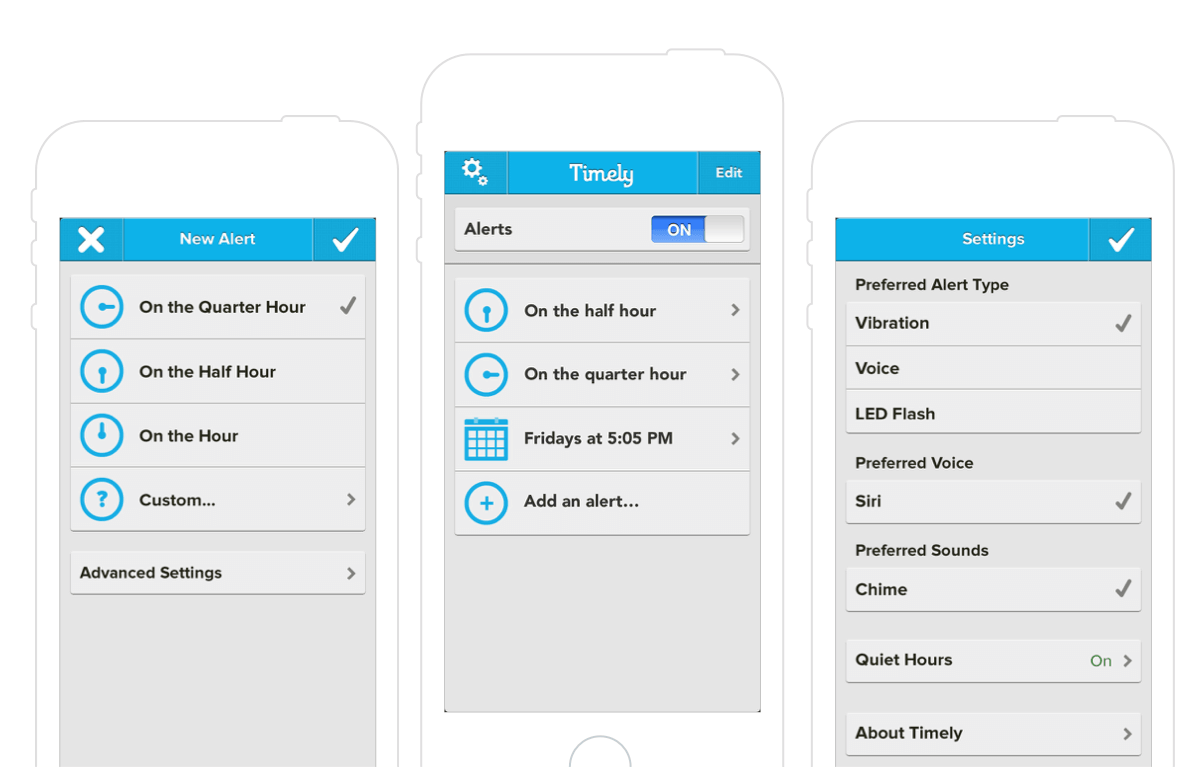 New Alert
On the Quarter Hour
On the Half Hour
On the Hour
?
Custom...
Advanced Settings
Timely
Edit
Alerts
ON
On the half hour
On the quarter hour
Fridays at 5:05 PM
Add an alert...
Settings
Preferred Alert Type
Vibration
Voice
LED Flash
Preferred Voice
Siri
Preferred Sounds
Chime
Quiet Hours On
About Timely